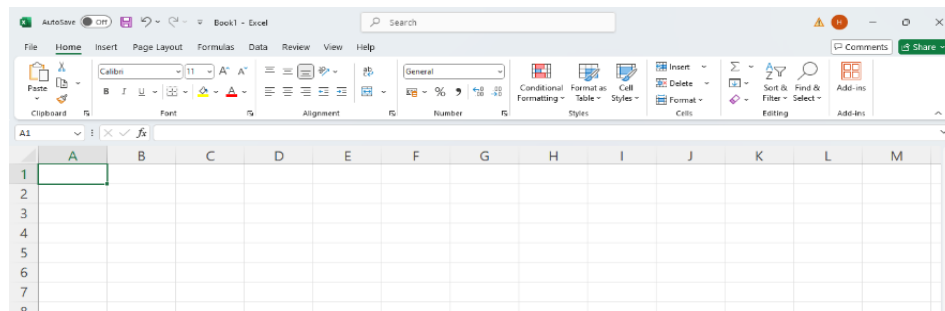 AutoSave Off Book1 - Excel Search H
File Home Insert Page Layout Formulas Data Review View Help Comments Share
Calibri 11 A^ A˅ General Insert
Paste B I U A % 9 Conditional Formatting Format as Table Cell Styles Delete Sort & Filter Find & Select Add-ins
Format
Clipboard Font Alignment Number Styles Cells Editing Add-ins
A1 fx
A B C D E F G H I J K L M
1
2
3
4
5
6
7
8